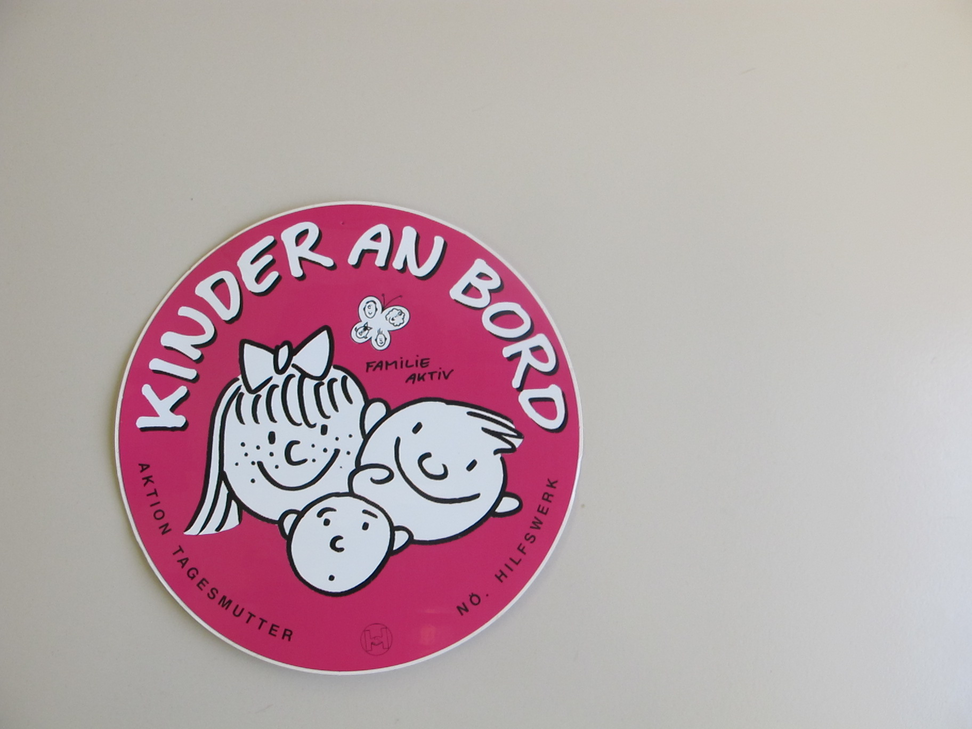 KINDER AN BORD
FAMILIE
AKTIV
AKTION TAGESMUTTER
NÖ. HILFSWERK